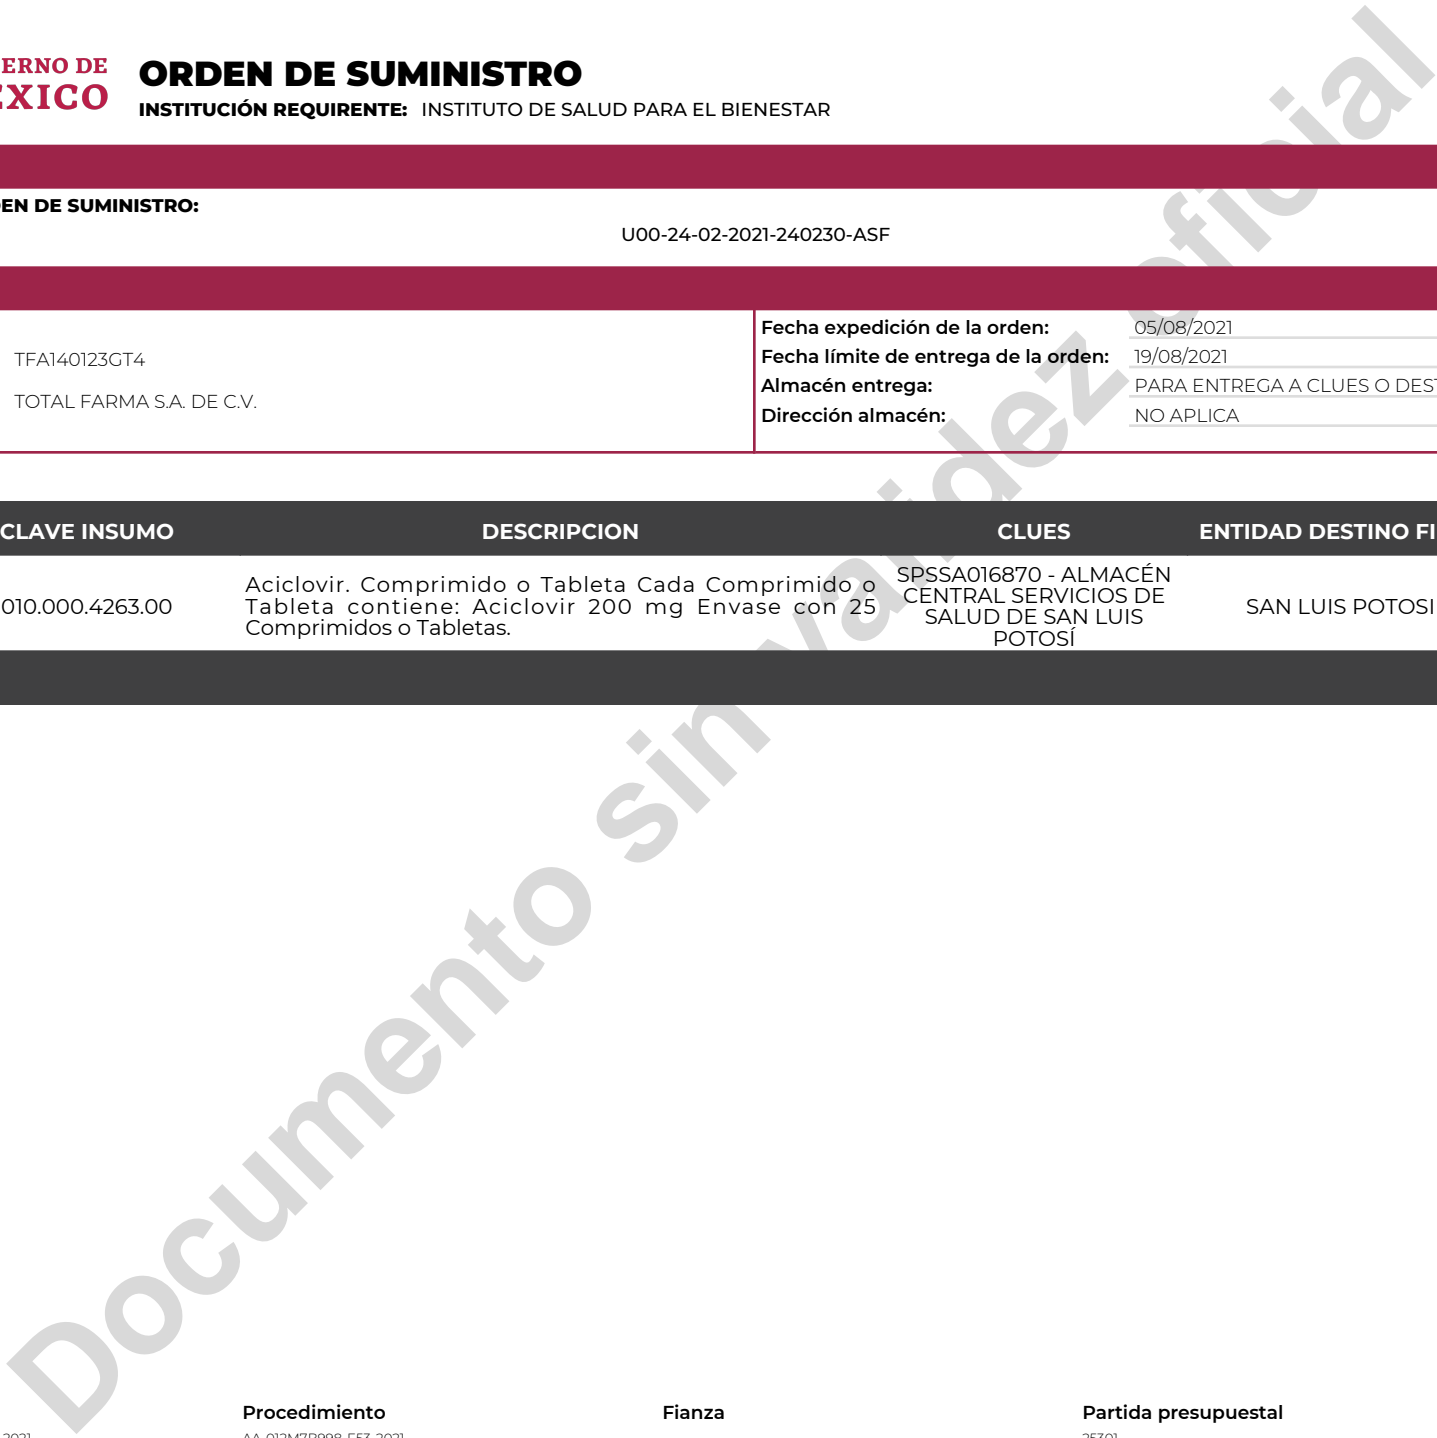 ERNO DE
EXICO
ORDEN DE SUMINISTRO
INSTITUCIÓN REQUIRENTE: INSTITUTO DE SALUD PARA EL BIENESTAR
EN DE SUMINISTRO:
U00-24-02-2021-240230-ASF
TFA140123GT4
TOTAL FARMA S.A. DE C.V.
Fecha expedición de la orden: 05/08/2021
Fecha límite de entrega de la orden: 19/08/2021
Almacén entrega: PARA ENTREGA A CLUES O DEST
Dirección almacén: NO APLICA
CLAVE INSUMO DESCRIPCION CLUES ENTIDAD DESTINO FI
010.000.4263.00
Aciclovir. Comprimido o Tableta Cada Comprimido o
Tableta contiene: Aciclovir 200 mg Envase con 25
Comprimidos o Tabletas.
SPSSA016870 - ALMACÉN
CENTRAL SERVICIOS DE
SALUD DE SAN LUIS
POTOSÍ
SAN LUIS POTOSI
Documento sin validez oficial
Procedimiento Fianza Partida presupuestal